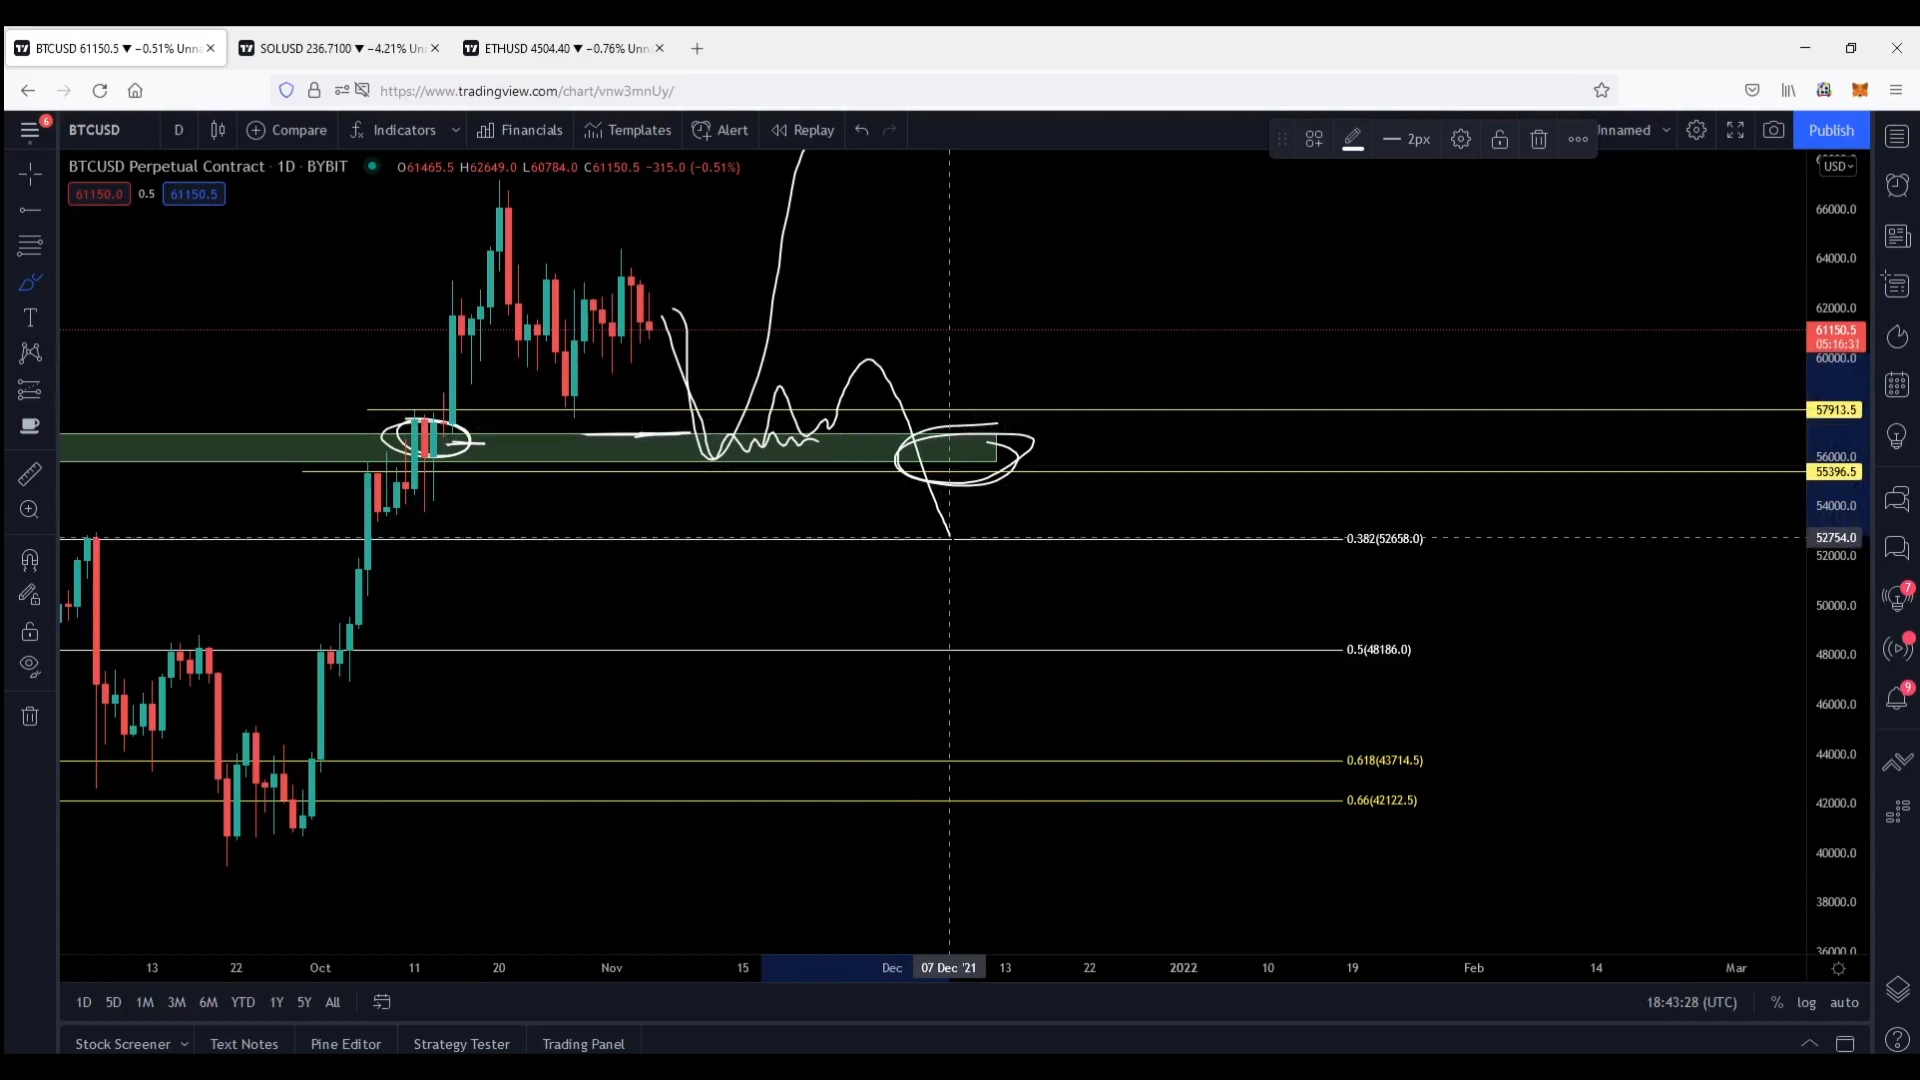 BTCUSD 61150.5 ▼ −0.51% Unna
SOLUSD 236.7100 ▼ −4.21% Un
ETHUSD 4504.40 ▼ −0.76% Unn
https://www.tradingview.com/chart/vnw3mnUy/
6
BTCUSD D Compare Indicators Financials Templates Alert Replay 2px Unnamed Publish
BTCUSD Perpetual Contract · 1D · BYBIT O61465.5 H62649.0 L60784.0 C61150.5 −315.0 (−0.51%)
USD
61150.0 0.5 61150.5
66000.0
64000.0
62000.0
61150.5
05:16:31
60000.0
57913.5
56000.0
55396.5
54000.0
0.382(52658.0)
52754.0
52000.0
50000.0
7
0.5(48186.0)
48000.0
9
46000.0
0.618(43714.5)
44000.0
0.66(42122.5)
42000.0
40000.0
38000.0
36000.0
13 22 Oct 11 20 Nov 15 Dec 07 Dec '21 13 22 2022 10 19 Feb 14 Mar
1D 5D 1M 3M 6M YTD 1Y 5Y All 18:43:28 (UTC) % log auto
Stock Screener Text Notes Pine Editor Strategy Tester Trading Panel